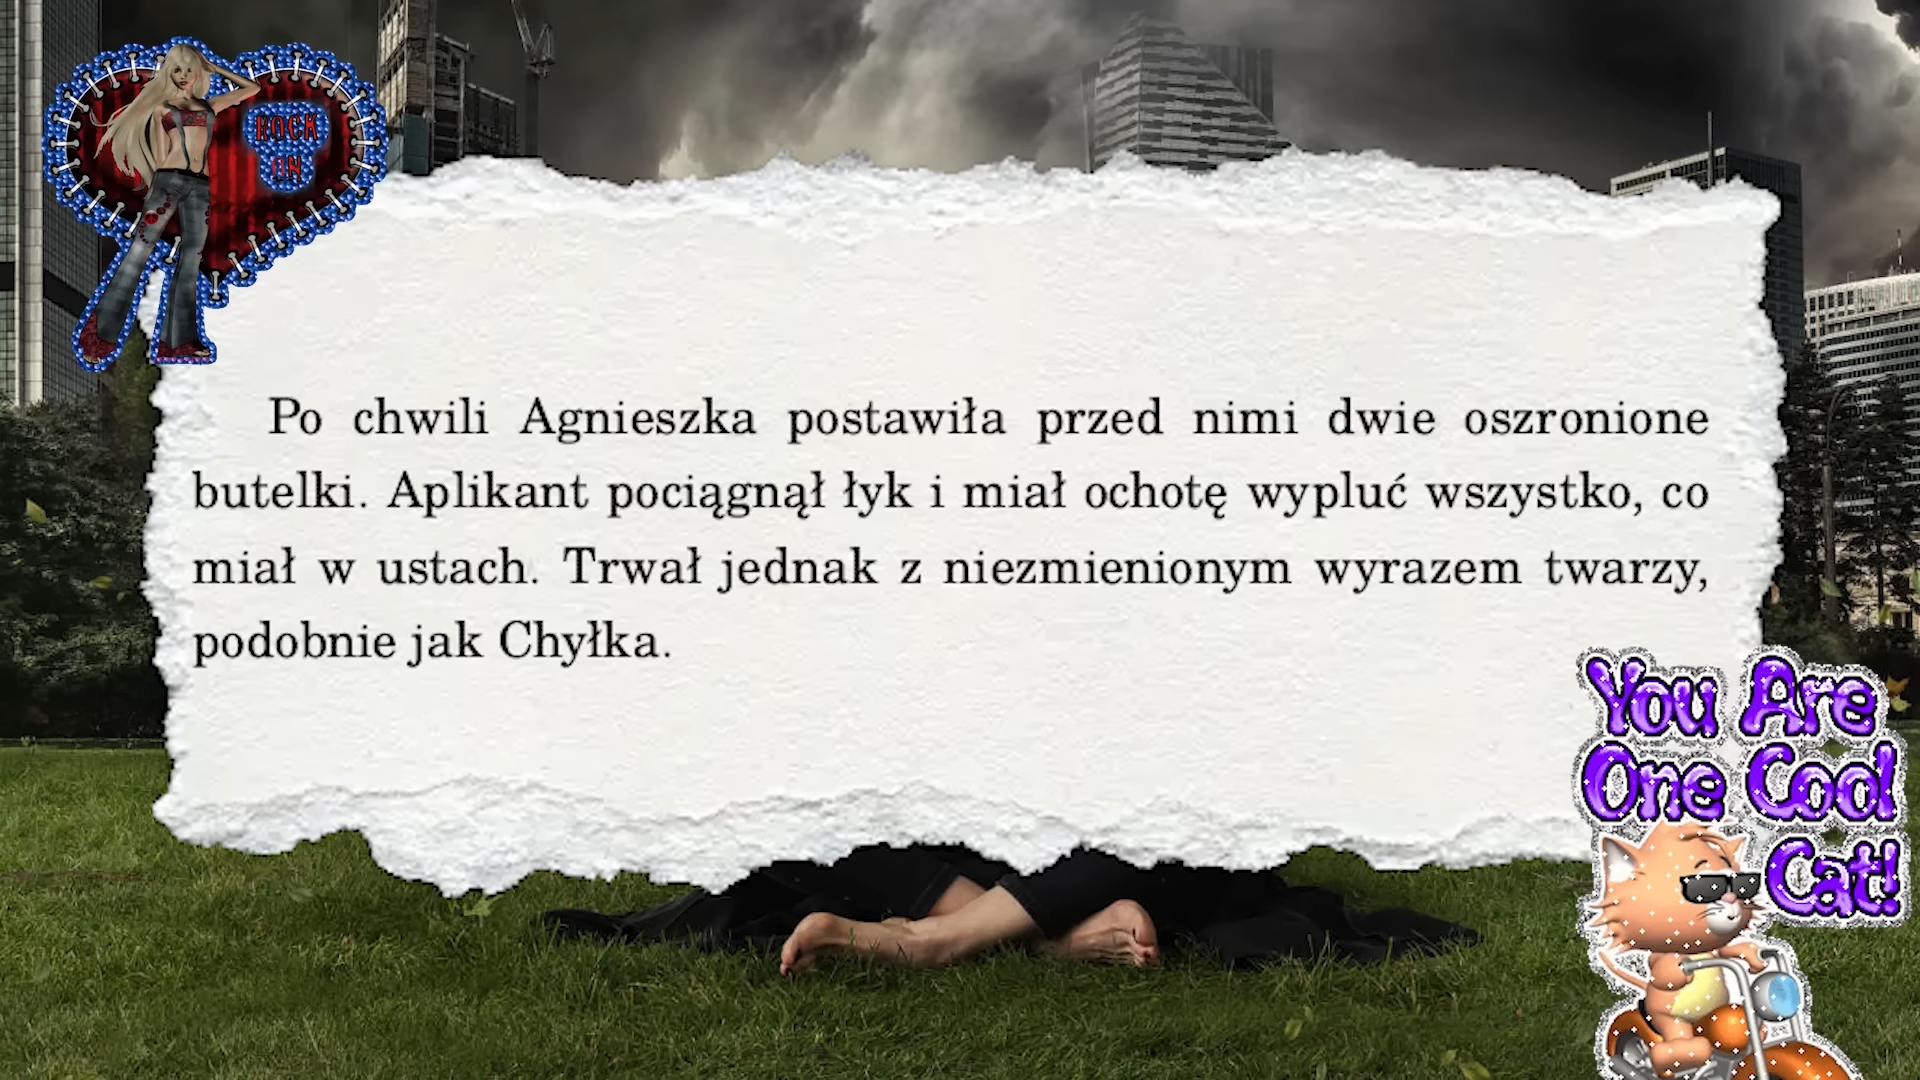 ROCK
ON
Po chwili Agnieszka postawiła przed nimi dwie oszronione
butelki. Aplikant pociągnął łyk i miał ochotę wypluć wszystko, co
miał w ustach. Trwał jednak z niezmienionym wyrazem twarzy,
podobnie jak Chyłka.
You Are
One Cool
Cat!